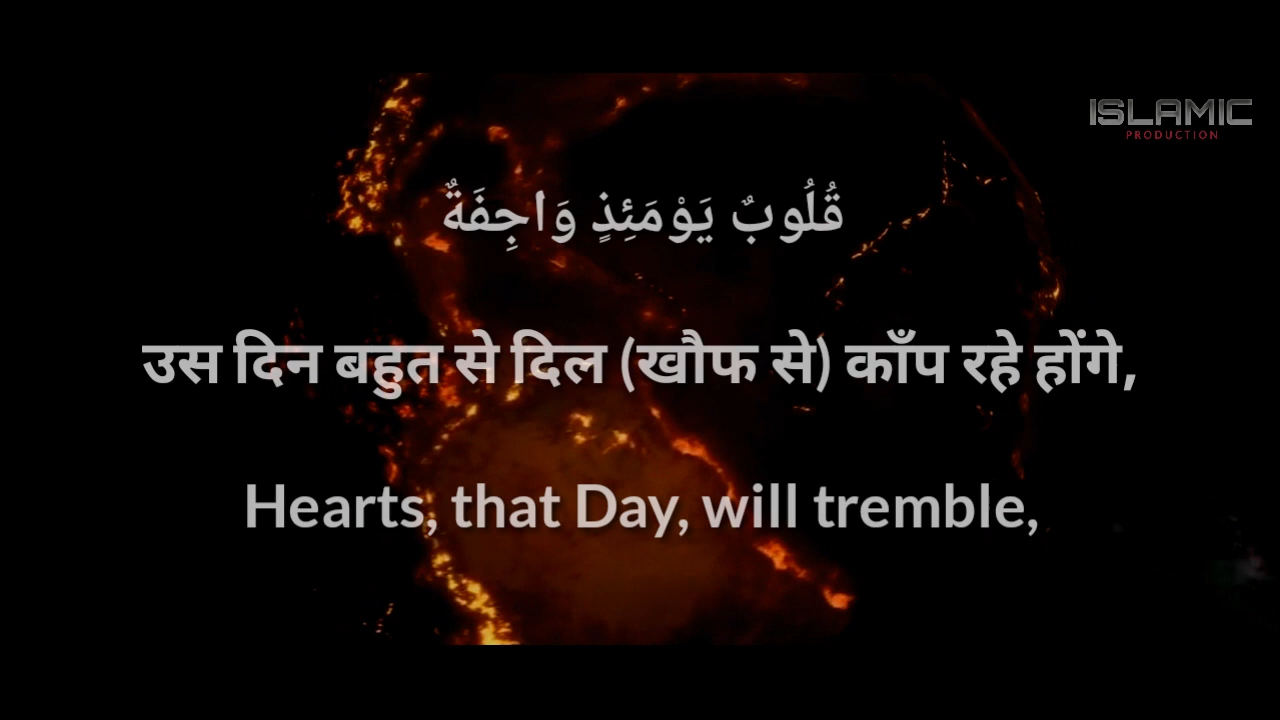 ISLAMIC
PRODUCTION
قُلُوبٌ يَوْمَئِذٍ وَاجِفَةٌ
उस दिन बहुत से दिल (खौफ से) काँप रहे होंगे,
Hearts, that Day, will tremble,